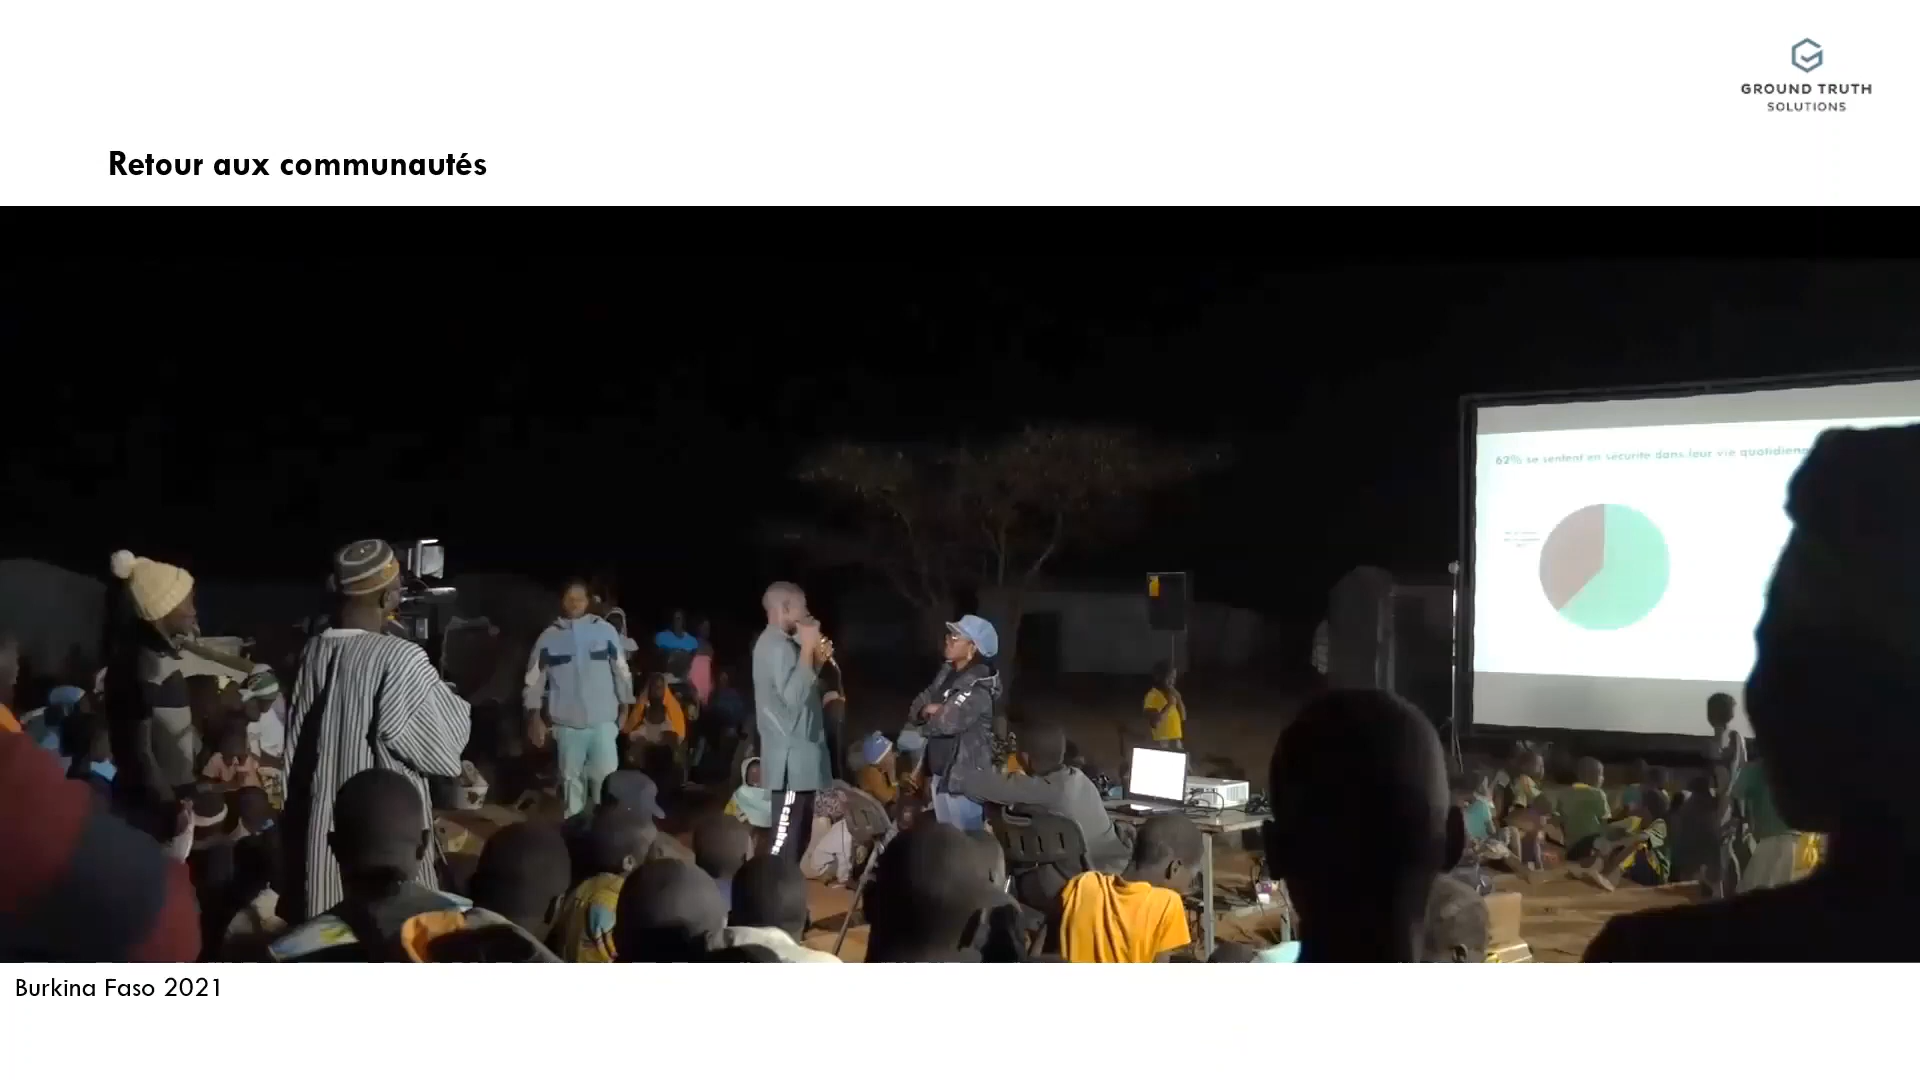 GROUND TRUTH
SOLUTIONS
Retour aux communautés
62% se sentent en sécurité dans leur vie quotidienne
Burkina Faso 2021